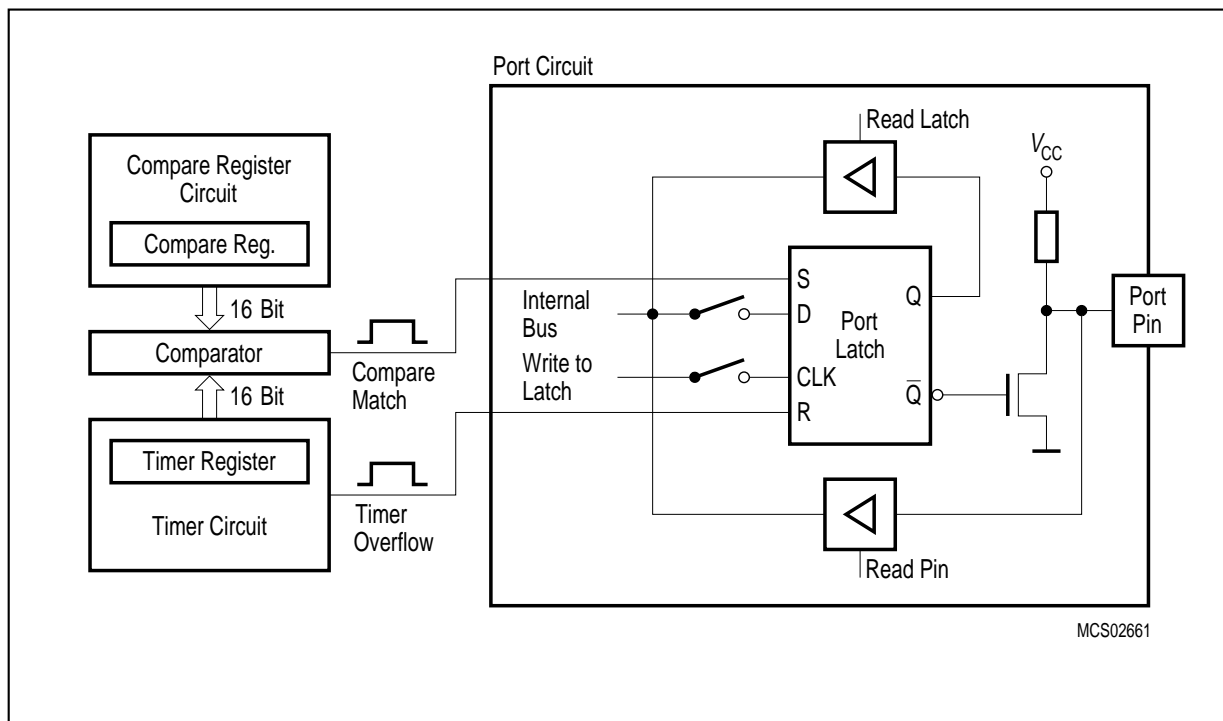 Port Circuit
Compare Register
Circuit
Compare Reg.
16 Bit
Comparator
16 Bit
Timer Register
Timer Circuit
Compare
Match
Timer
Overflow
Read Latch
Internal
Bus
Write to
Latch
S
D
CLK
R
Port
Latch
Q
Q̅
Read Pin
VCC
Port
Pin
MCS02661